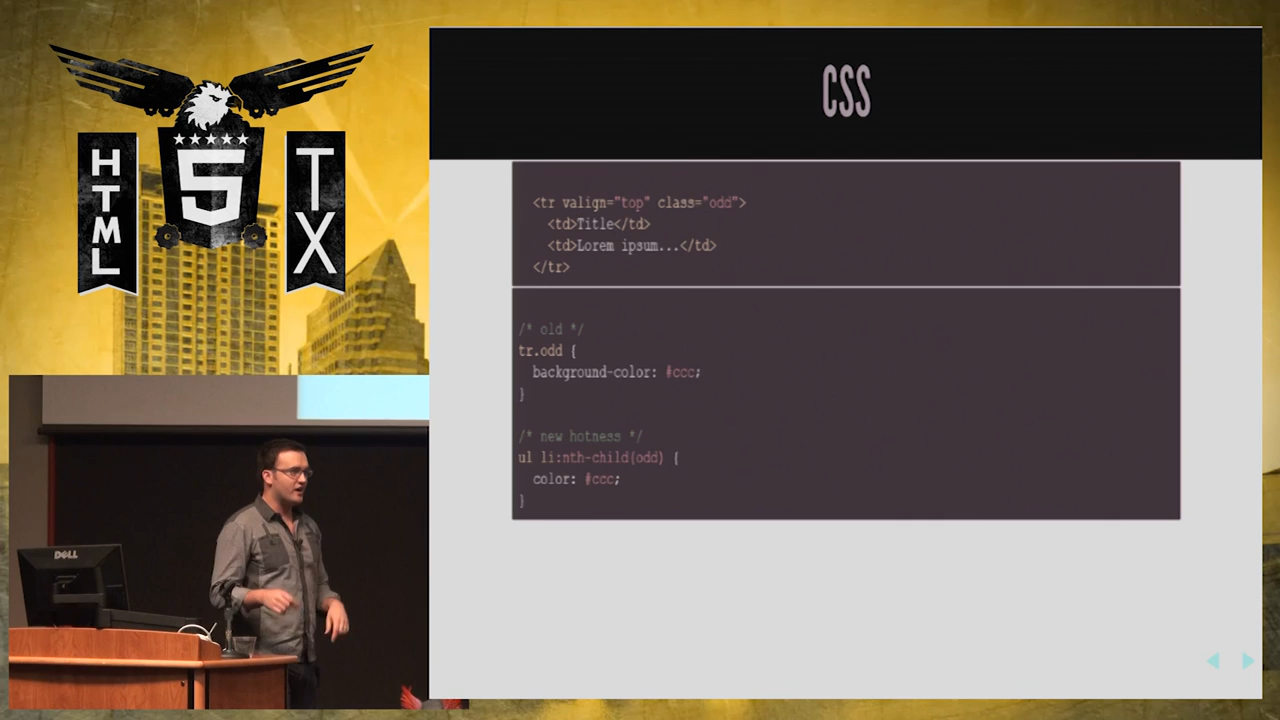 HTML
5
TX
CSS
<tr valign="top" class="odd">
<td>Title</td>
<td>Lorem ipsum...</td>
</tr>
/* old */
tr.odd {
background-color: #ccc;
}
/* new hotness */
ul li:nth-child(odd) {
color: #ccc;
}
DELL